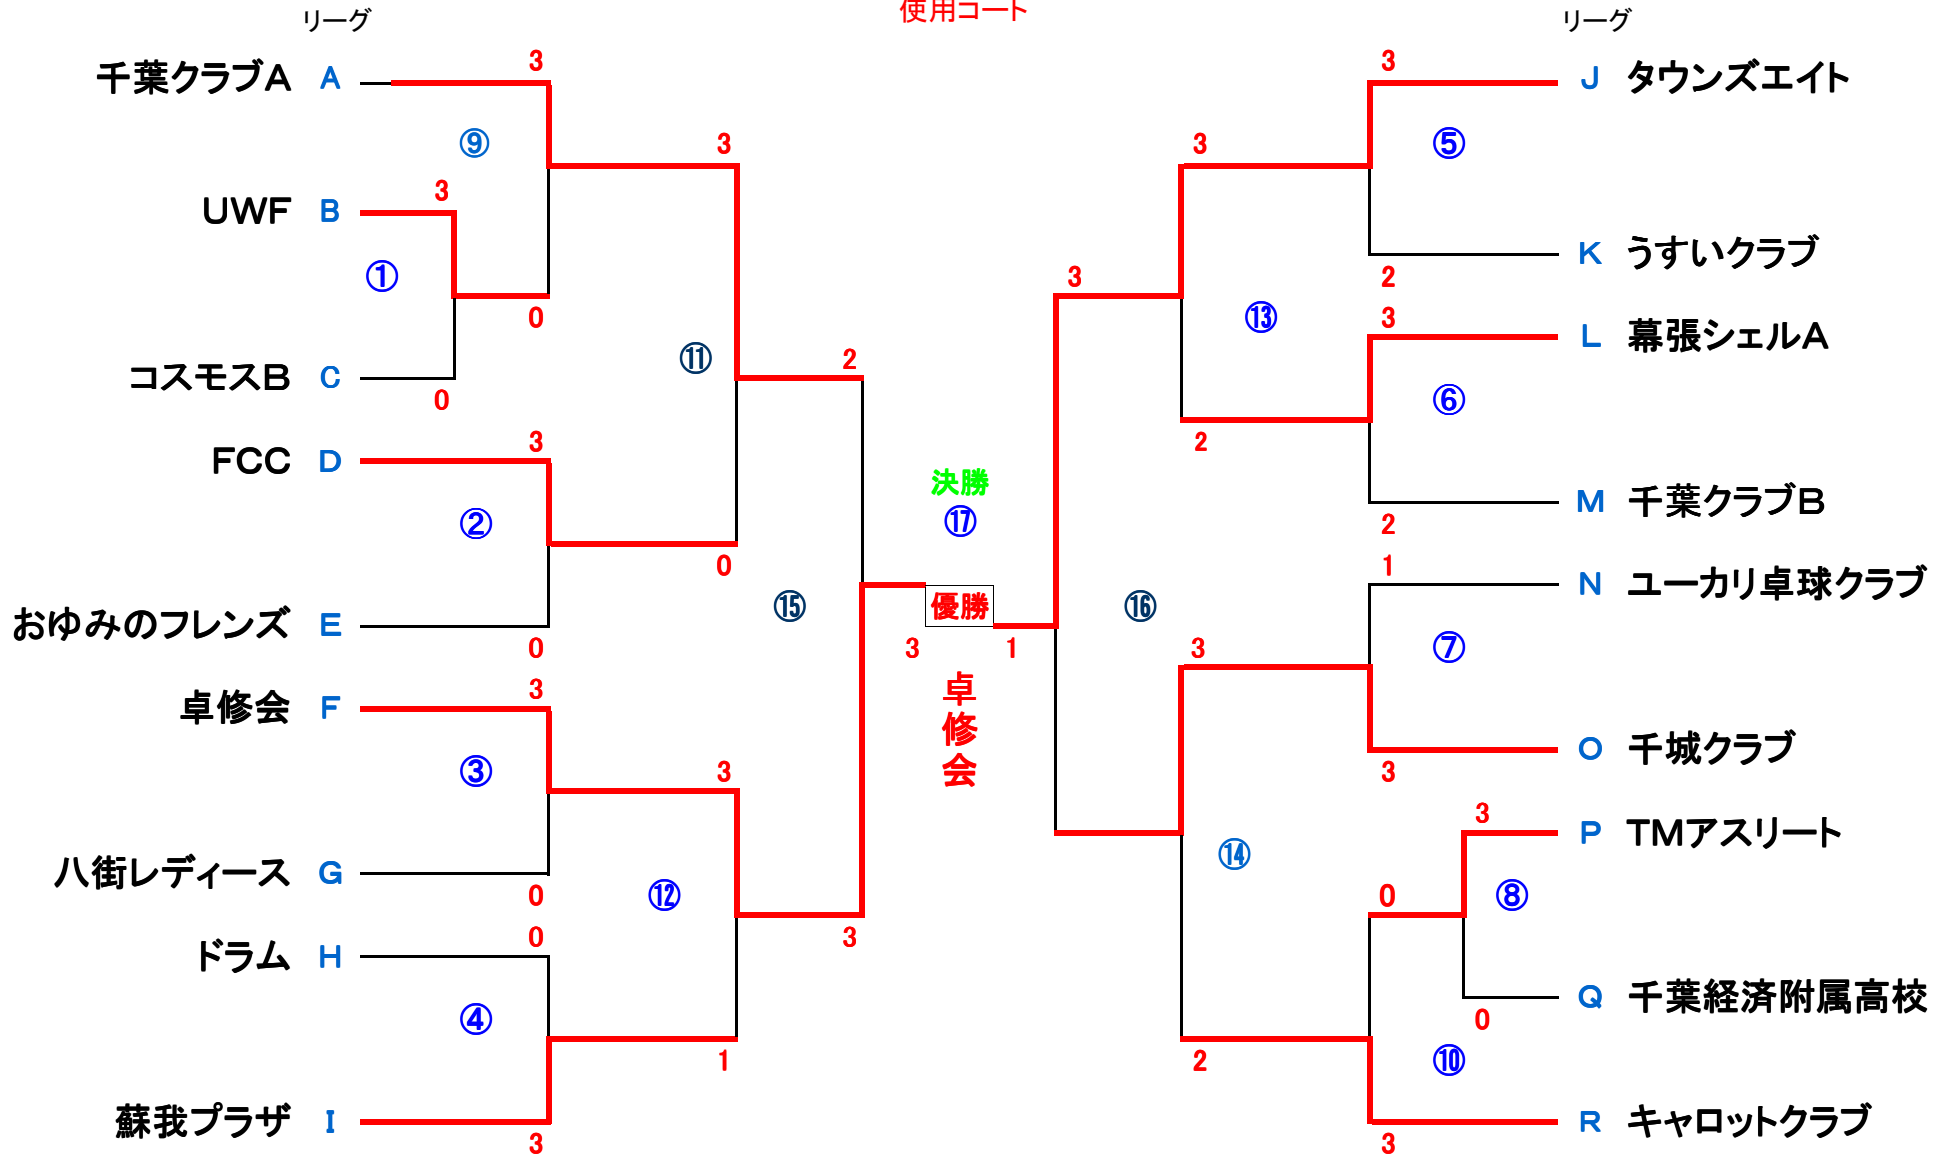 使用コート
リーグ
リーグ
千葉クラブA A
3
3
J タウンズエイト
⑨
3
3
⑤
UWF B
3
①
0
K うすいクラブ
2
3
⑬
3
L 幕張シェルA
コスモスB C
0
⑪
2
⑥
2
FCC D
3
決勝
⑰
M 千葉クラブB
2
②
0
1
N ユーカリ卓球クラブ
おゆみのフレンズ E
0
⑮
優勝
3
1
⑯
3
⑦
卓修会 F
3
卓
修
会
③
3
O 千城クラブ
3
3
P TMアスリート
⑭
八街レディース G
0
⑫
0
⑧
ドラム H
0
3
Q 千葉経済附属高校
0
④
1
2
⑩
蘇我プラザ I
3
3
R キャロットクラブ